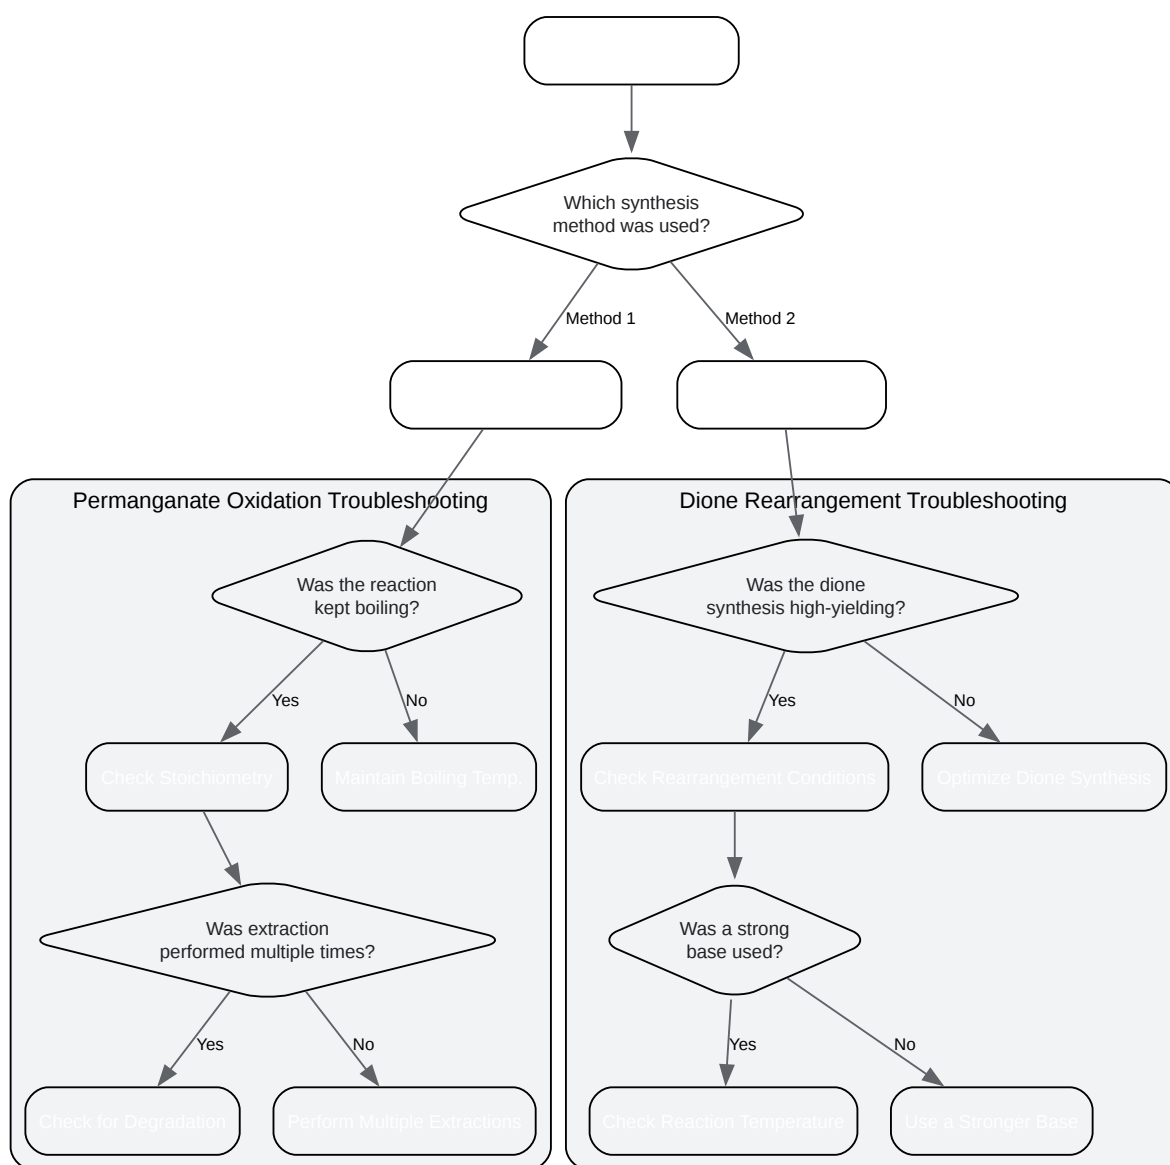 Which synthesis
method was used?
Method 1
Method 2
Permanganate Oxidation Troubleshooting
Dione Rearrangement Troubleshooting
Was the reaction
kept boiling?
Was the dione
synthesis high-yielding?
Yes
No
Yes
No
Check Stoichiometry
Maintain Boiling Temp.
Check Rearrangement Conditions
Optimize Dione Synthesis
Was extraction
performed multiple times?
Was a strong
base used?
Yes
No
Yes
No
Check for Degradation
Perform Multiple Extractions
Check Reaction Temperature
Use a Stronger Base